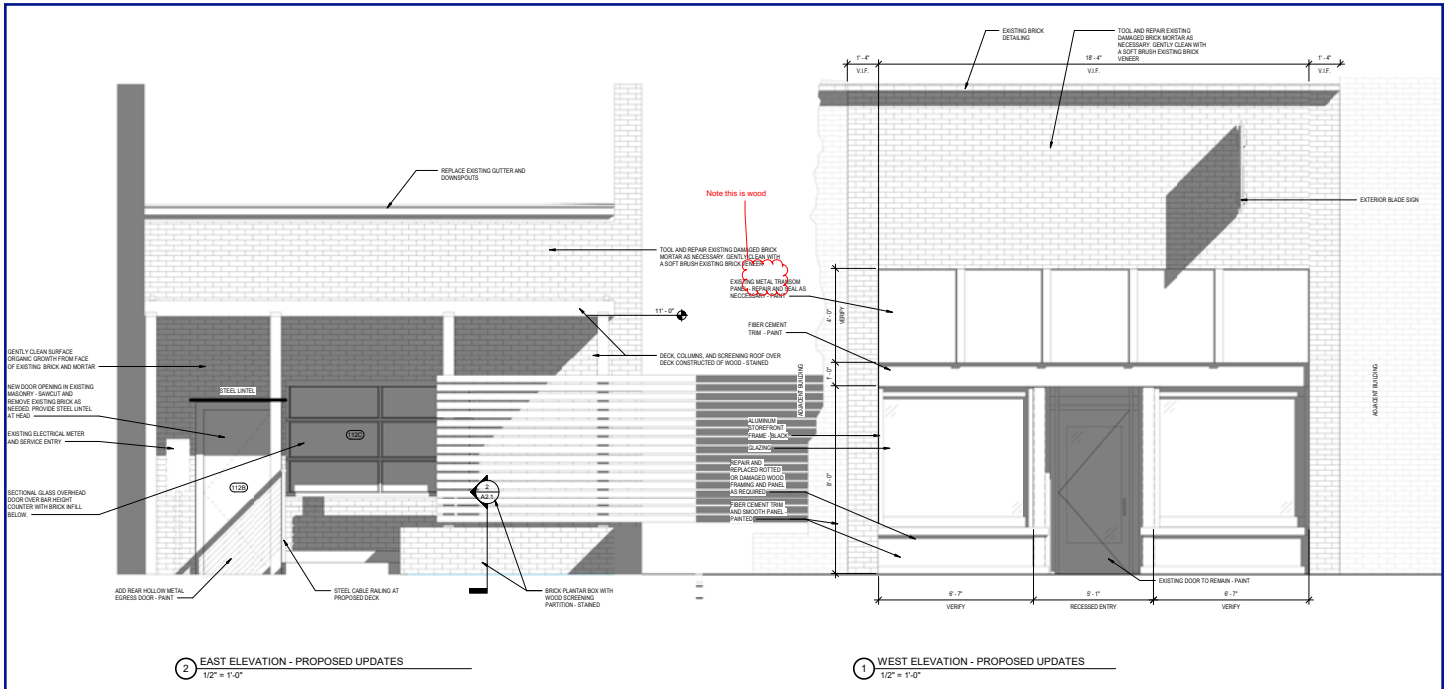 EXISTING BRICK
DETAILING
TOOL AND REPAIR EXISTING
DAMAGED BRICK MORTAR AS
NECESSARY. GENTLY CLEAN WITH
A SOFT BRUSH EXISTING BRICK
VENEER
1' - 4"
V.I.F.
18' - 4"
V.I.F.
1' - 4"
V.I.F.
REPLACE EXISTING GUTTER AND
DOWNSPOUTS
Note this is wood
EXTERIOR BLADE SIGN
TOOL AND REPAIR EXISTING DAMAGED BRICK
MORTAR AS NECESSARY. GENTLY CLEAN WITH
A SOFT BRUSH EXISTING BRICK VENEER
EXISTING METAL TRANSOM
PANEL - REPAIR AND SEAL AS
NECCESSARY - PAINT
11' - 0"
4' - 0"
VERIFY
FIBER CEMENT
TRIM - PAINT
GENTLY CLEAN SURFACE
ORGANIC GROWTH FROM FACE
OF EXISTING BRICK AND MORTAR
DECK, COLUMNS, AND SCREENING ROOF OVER
DECK CONSTRUCTED OF WOOD - STAINED
1' - 0"
ADJACENT BUILDING
ADJACENT BUILDING
NEW DOOR OPENING IN EXISTING
MASONRY - SAWCUT AND
REMOVE EXISTING BRICK AS
NEEDED. PROVIDE STEEL LINTEL
AT HEAD
STEEL LINTEL
EXISTING ELECTRICAL METER
AND SERVICE ENTRY
112C
ALUMINUM
STOREFRONT
FRAME - BLACK
GLAZING
REPAIR AND
REPLACED ROTTED
OR DAMAGED WOOD
FRAMING AND PANEL
AS REQUIRED
8' - 0"
112B
2
A2.1
SECTIONAL GLASS OVERHEAD
DOOR OVER BAR HEIGHT
COUNTER WITH BRICK INFILL
BELOW.
FIBER CEMENT TRIM
AND SMOOTH PANEL -
PAINTED
ADD REAR HOLLOW METAL
EGRESS DOOR - PAINT
STEEL CABLE RAILING AT
PROPOSED DECK
BRICK PLANTAR BOX WITH
WOOD SCREENING
PARTITION - STAINED
EXISTING DOOR TO REMAIN - PAINT
6' - 7"
VERIFY
5' - 1"
RECESSED ENTRY
6' - 7"
VERIFY
2
EAST ELEVATION - PROPOSED UPDATES
1/2" = 1'-0"
1
WEST ELEVATION - PROPOSED UPDATES
1/2" = 1'-0"